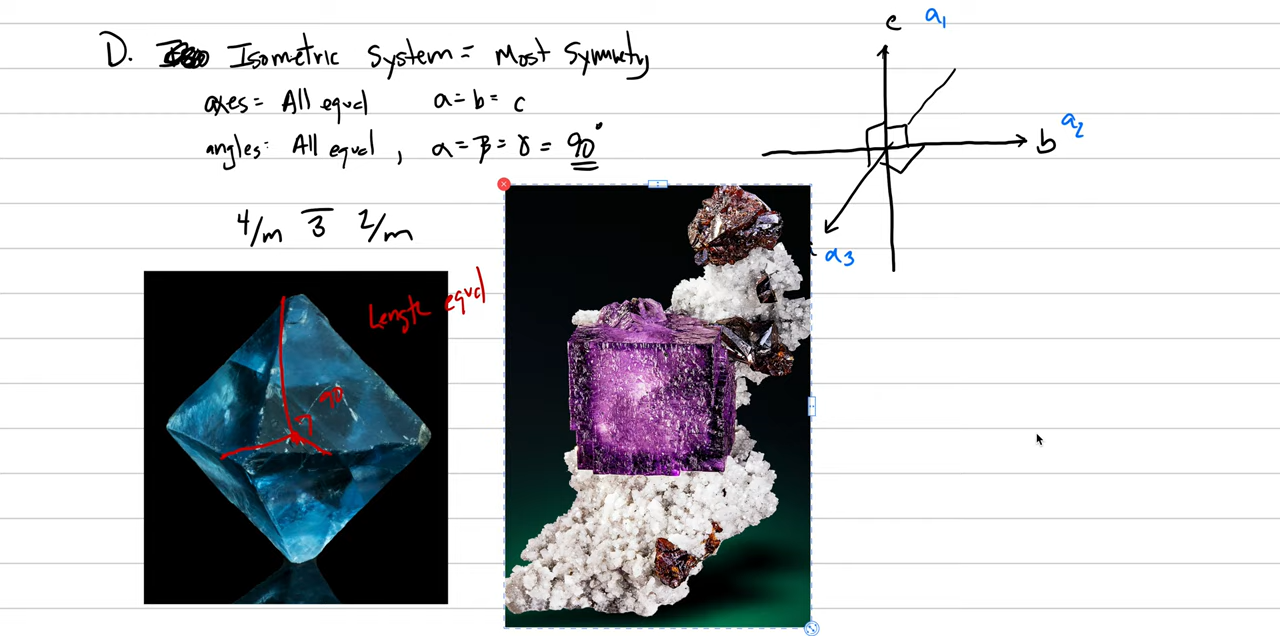 D. Isometric System = Most Symmetry
axes = All equal a = b = c
angles: All equal, α = β = γ = 90°
4/m 3̅ 2/m
c a1
b a2
a3
Length equal
90